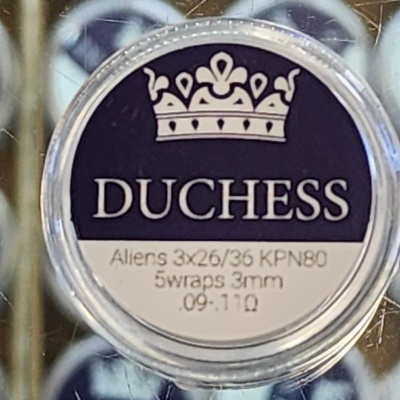 DUCHESS
Aliens 3x26/36 KPN80
5wraps 3mm
.09-.11Ω